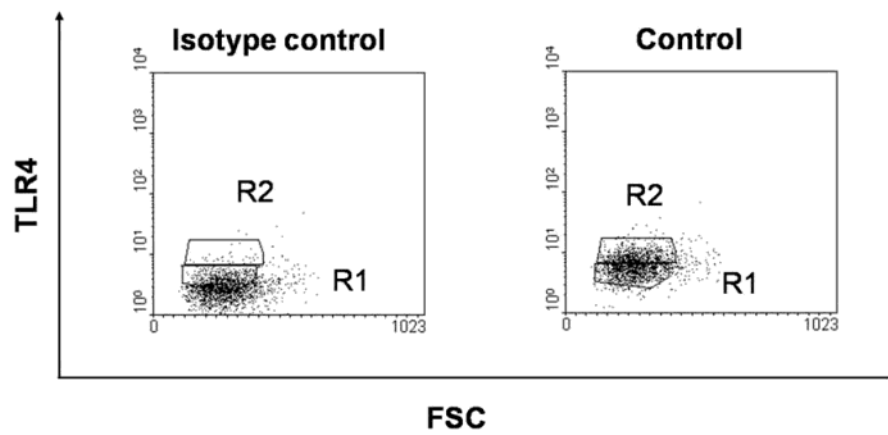 Isotype control
Control
TLR4
10⁴
10³
10²
10¹
10⁰
R2
R1
0
1023
10⁴
10³
10²
10¹
10⁰
R2
R1
0
1023
FSC